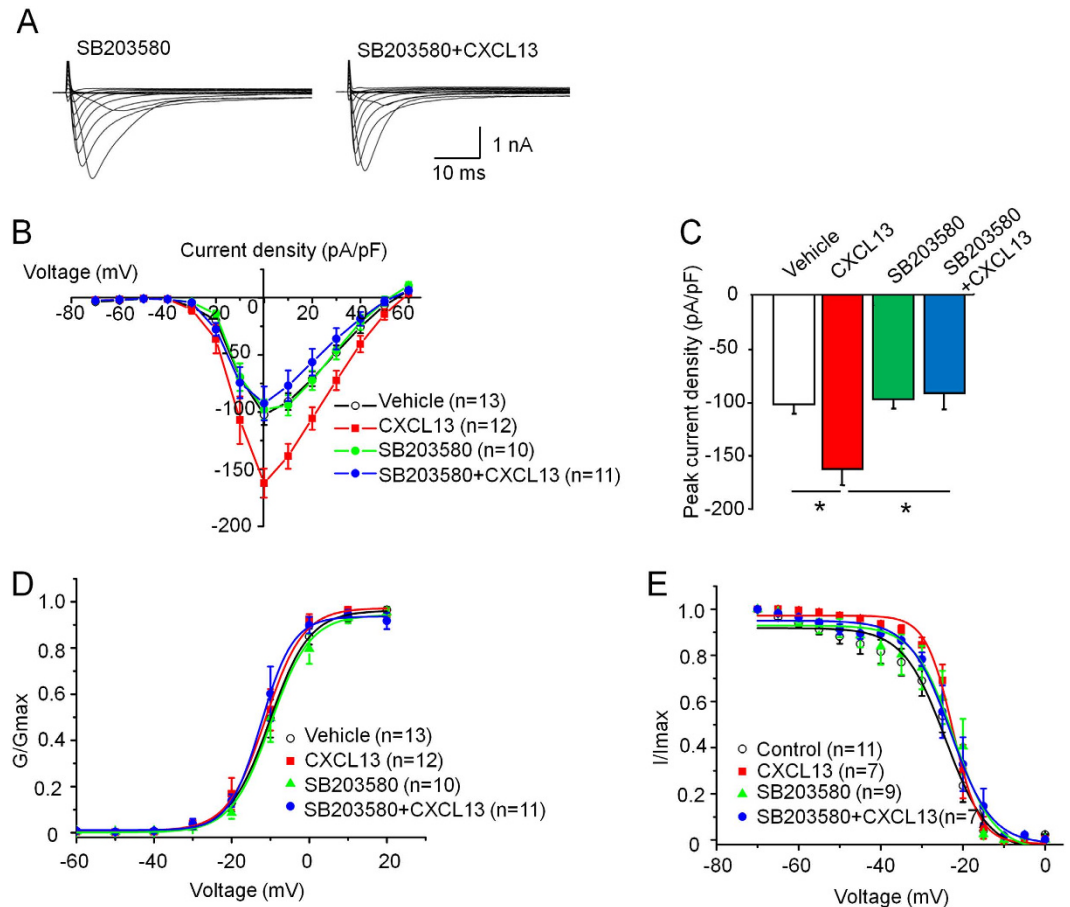 A
SB203580
SB203580+CXCL13
1 nA
10 ms
B
Current density (pA/pF)
Voltage (mV)
-80 -60 -40 -20 0 20 40 60
-50
-100
-150
-200
Vehicle (n=13)
CXCL13 (n=12)
SB203580 (n=10)
SB203580+CXCL13 (n=11)
C
Vehicle
CXCL13
SB203580
SB203580
+CXCL13
Peak current density (pA/pF)
0
-50
-100
-150
-200
* *
D
G/Gmax
1.0
0.8
0.6
0.4
0.2
0
Vehicle (n=13)
CXCL13 (n=12)
SB203580 (n=10)
SB203580+CXCL13 (n=11)
-60 -40 -20 0 20
Voltage (mV)
E
I/Imax
1.0
0.8
0.6
0.4
0.2
0.0
Control (n=11)
CXCL13 (n=7)
SB203580 (n=9)
SB203580+CXCL13(n=7
-80 -60 -40 -20 0
Voltage (mV)